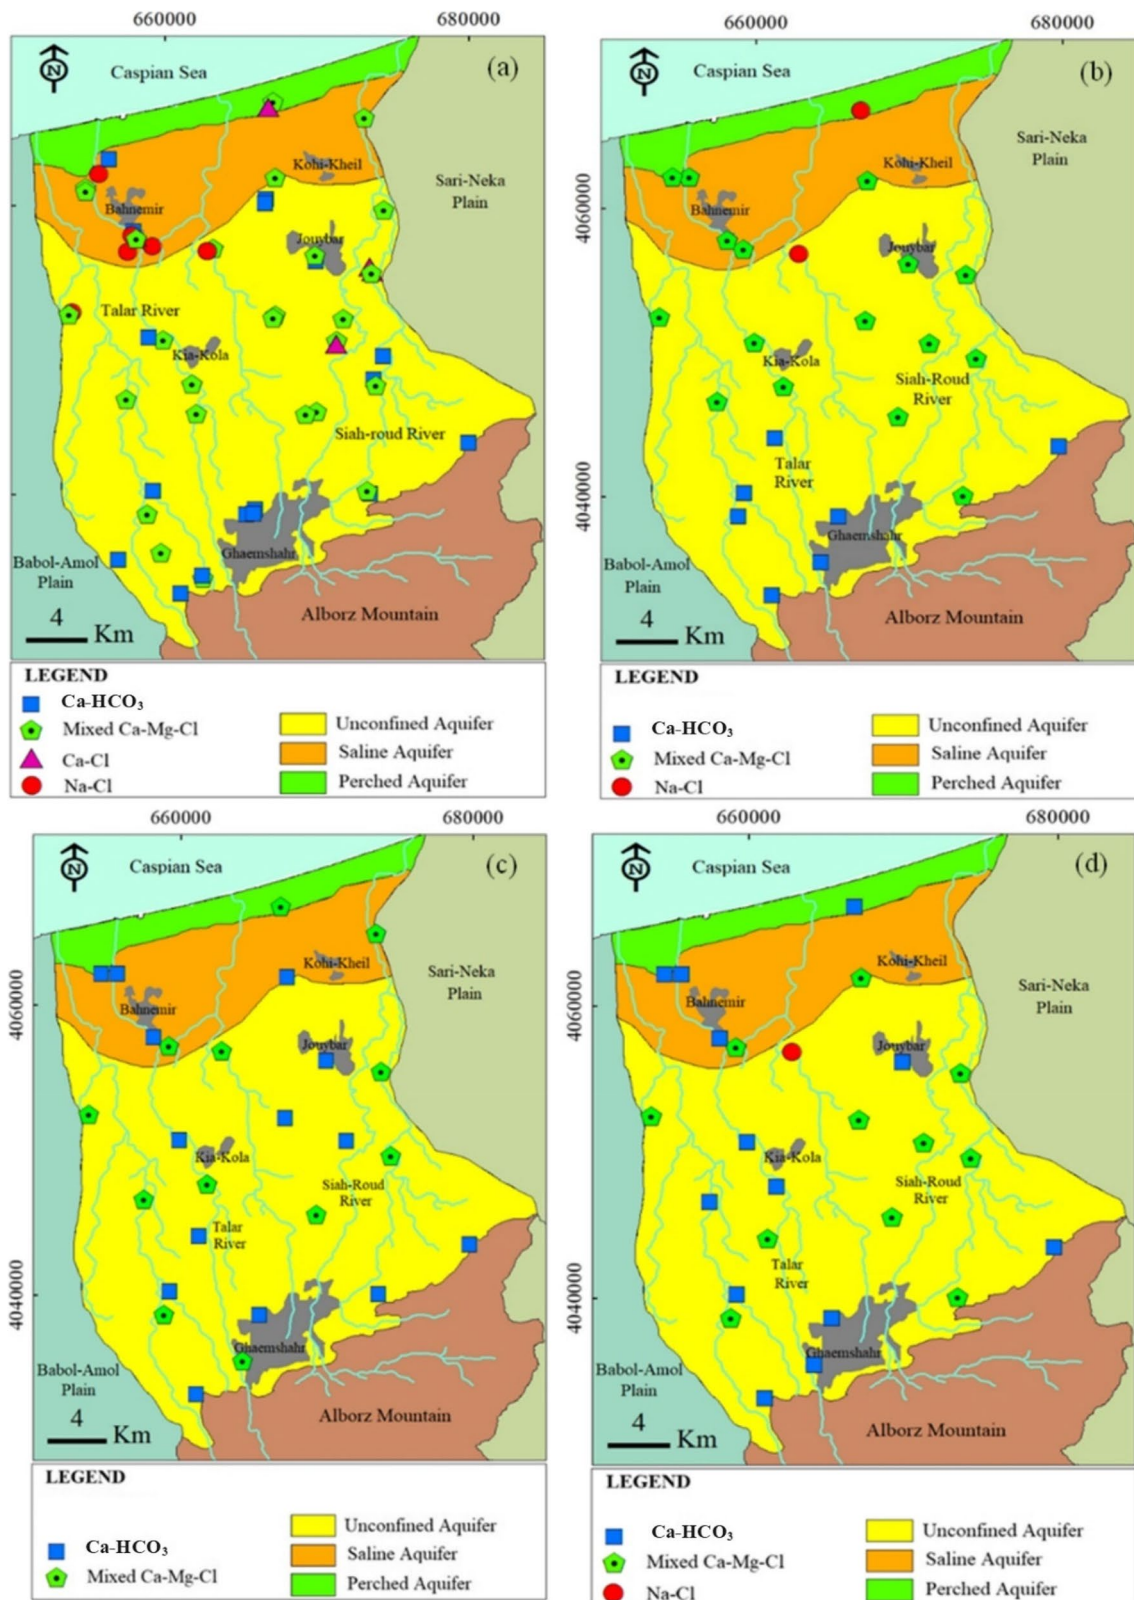 660000
680000
(a)
N
Caspian Sea
Kohi-Kheil
Sari-Neka
Plain
Bahnemir
Jouybar
Talar River
Kia-Kola
Siah-roud River
Ghaemshahr
Babol-Amol
Plain
Alborz Mountain
4
Km
LEGEND
Ca-HCO₃
Mixed Ca-Mg-Cl
Ca-Cl
Na-Cl
Unconfined Aquifer
Saline Aquifer
Perched Aquifer
660000
680000
(b)
N
Caspian Sea
Sari-Neka
Plain
Kohi-Kheil
4060000
Bahnemir
Jouybar
Kia-Kola
Siah-Roud
River
Talar
River
4040000
Ghaemshahr
Babol-Amol
Plain
Alborz Mountain
4
Km
LEGEND
Ca-HCO₃
Mixed Ca-Mg-Cl
Na-Cl
Unconfined Aquifer
Saline Aquifer
Perched Aquifer
660000
680000
(c)
N
Caspian Sea
Kohi-Kheil
Sari-Neka
Plain
4060000
Bahnemir
Jouybar
Kia-Kola
Siah-Roud
River
Talar
River
4040000
Ghaemshahr
Babol-Amol
Plain
Alborz Mountain
4
Km
LEGEND
Ca-HCO₃
Mixed Ca-Mg-Cl
Unconfined Aquifer
Saline Aquifer
Perched Aquifer
660000
680000
(d)
N
Caspian Sea
Kohi-Kheil
Sari-Neka
Plain
4060000
Bahnemir
Jouybar
Kia-Kola
Siah-Roud
River
Talar
River
4040000
Ghaemshahr
Babol-Amol
Plain
Alborz Mountain
4
Km
LEGEND
Ca-HCO₃
Mixed Ca-Mg-Cl
Na-Cl
Unconfined Aquifer
Saline Aquifer
Perched Aquifer